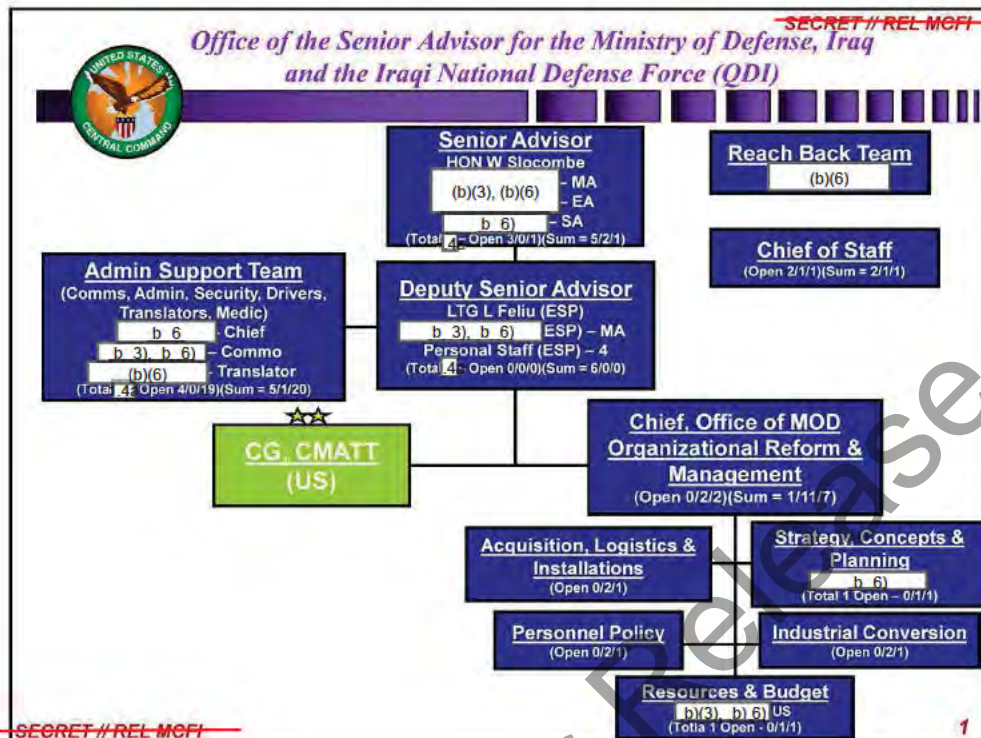 SECRET // REL MCFI
Office of the Senior Advisor for the Ministry of Defense, Iraq
and the Iraqi National Defense Force (QDI)
UNITED STATES
CENTRAL COMMAND
Senior Advisor
HON W Slocombe
(b)(3), (b)(6) – MA
– EA
b 6) – SA
(Total 4 – Open 3/0/1)(Sum = 5/2/1)
Reach Back Team
(b)(6)
Chief of Staff
(Open 2/1/1)(Sum = 2/1/1)
Admin Support Team
(Comms, Admin, Security, Drivers,
Translators, Medic)
b 6 - Chief
b 3), b 6) – Commo
(b)(6) - Translator
(Total .4 Open 4/0/19)(Sum = 5/1/20)
Deputy Senior Advisor
LTG L Feliu (ESP)
b 3), b 6) ESP) – MA
Personal Staff (ESP) – 4
(Total .4 Open 0/0/0)(Sum = 6/0/0)
CG, CMATT
(US)
Chief, Office of MOD
Organizational Reform &
Management
(Open 0/2/2)(Sum = 1/11/7)
Acquisition, Logistics &
Installations
(Open 0/2/1)
Strategy, Concepts &
Planning
b 6)
(Total 1 Open – 0/1/1)
Personnel Policy
(Open 0/2/1)
Industrial Conversion
(Open 0/2/1)
Resources & Budget
b)(3), b) 6) US
(Totla 1 Open - 0/1/1)
Release
SECRET // REL MCFI
1